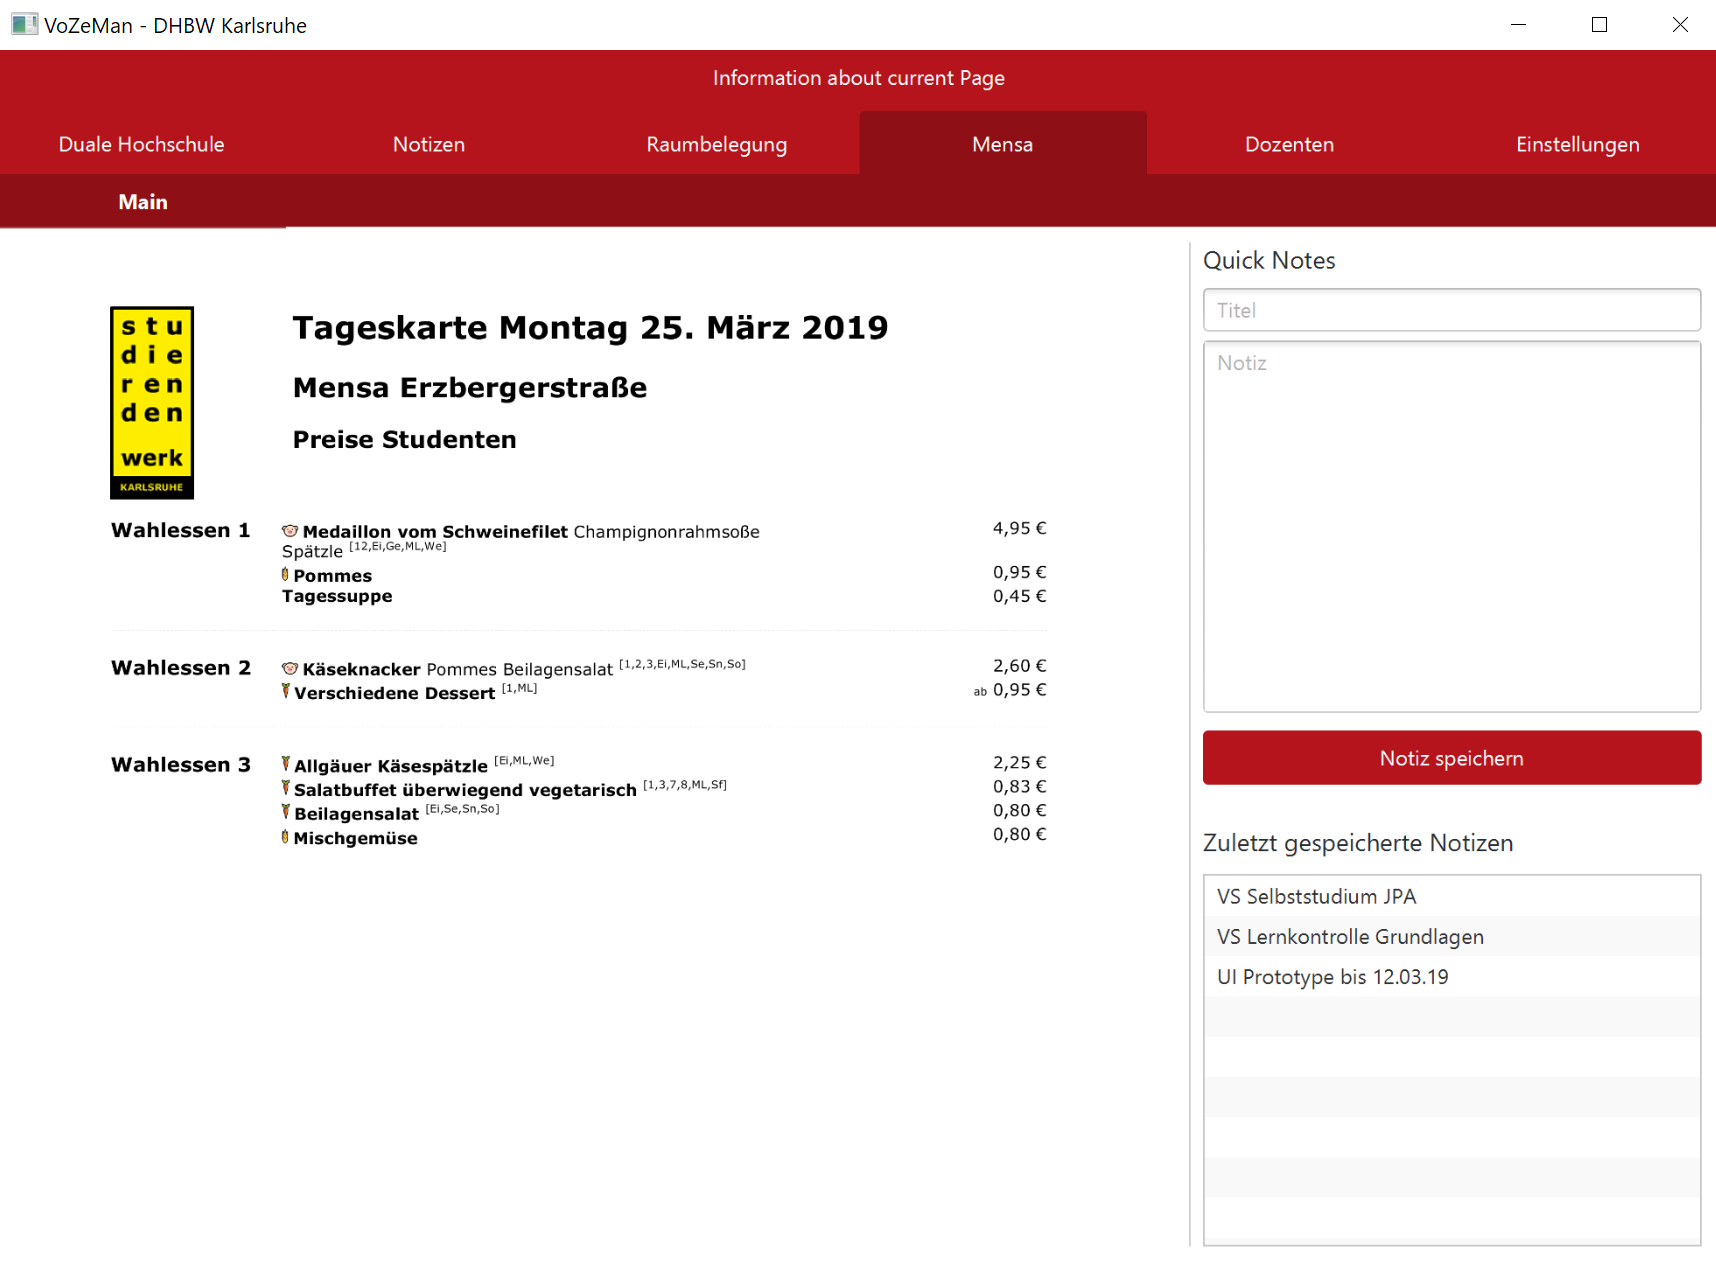 VoZeMan - DHBW Karlsruhe
Information about current Page
Duale Hochschule Notizen Raumbelegung Mensa Dozenten Einstellungen
Main
stu
die
ren
den
werk
KARLSRUHE
Tageskarte Montag 25. März 2019
Mensa Erzbergerstraße
Preise Studenten
Wahlessen 1 Medaillon vom Schweinefilet Champignonrahmsoße 4,95 €
Spätzle [12,Ei,Ge,ML,We]
Pommes 0,95 €
Tagessuppe 0,45 €
Wahlessen 2 Käseknacker Pommes Beilagensalat [1,2,3,Ei,ML,Se,Sn,So] 2,60 €
Verschiedene Dessert [1,ML] ab 0,95 €
Wahlessen 3 Allgäuer Käsespätzle [Ei,ML,We] 2,25 €
Salatbuffet überwiegend vegetarisch [1,3,7,8,ML,Sf] 0,83 €
Beilagensalat [Ei,Se,Sn,So] 0,80 €
Mischgemüse 0,80 €
Quick Notes
Titel
Notiz
Notiz speichern
Zuletzt gespeicherte Notizen
VS Selbststudium JPA
VS Lernkontrolle Grundlagen
UI Prototype bis 12.03.19